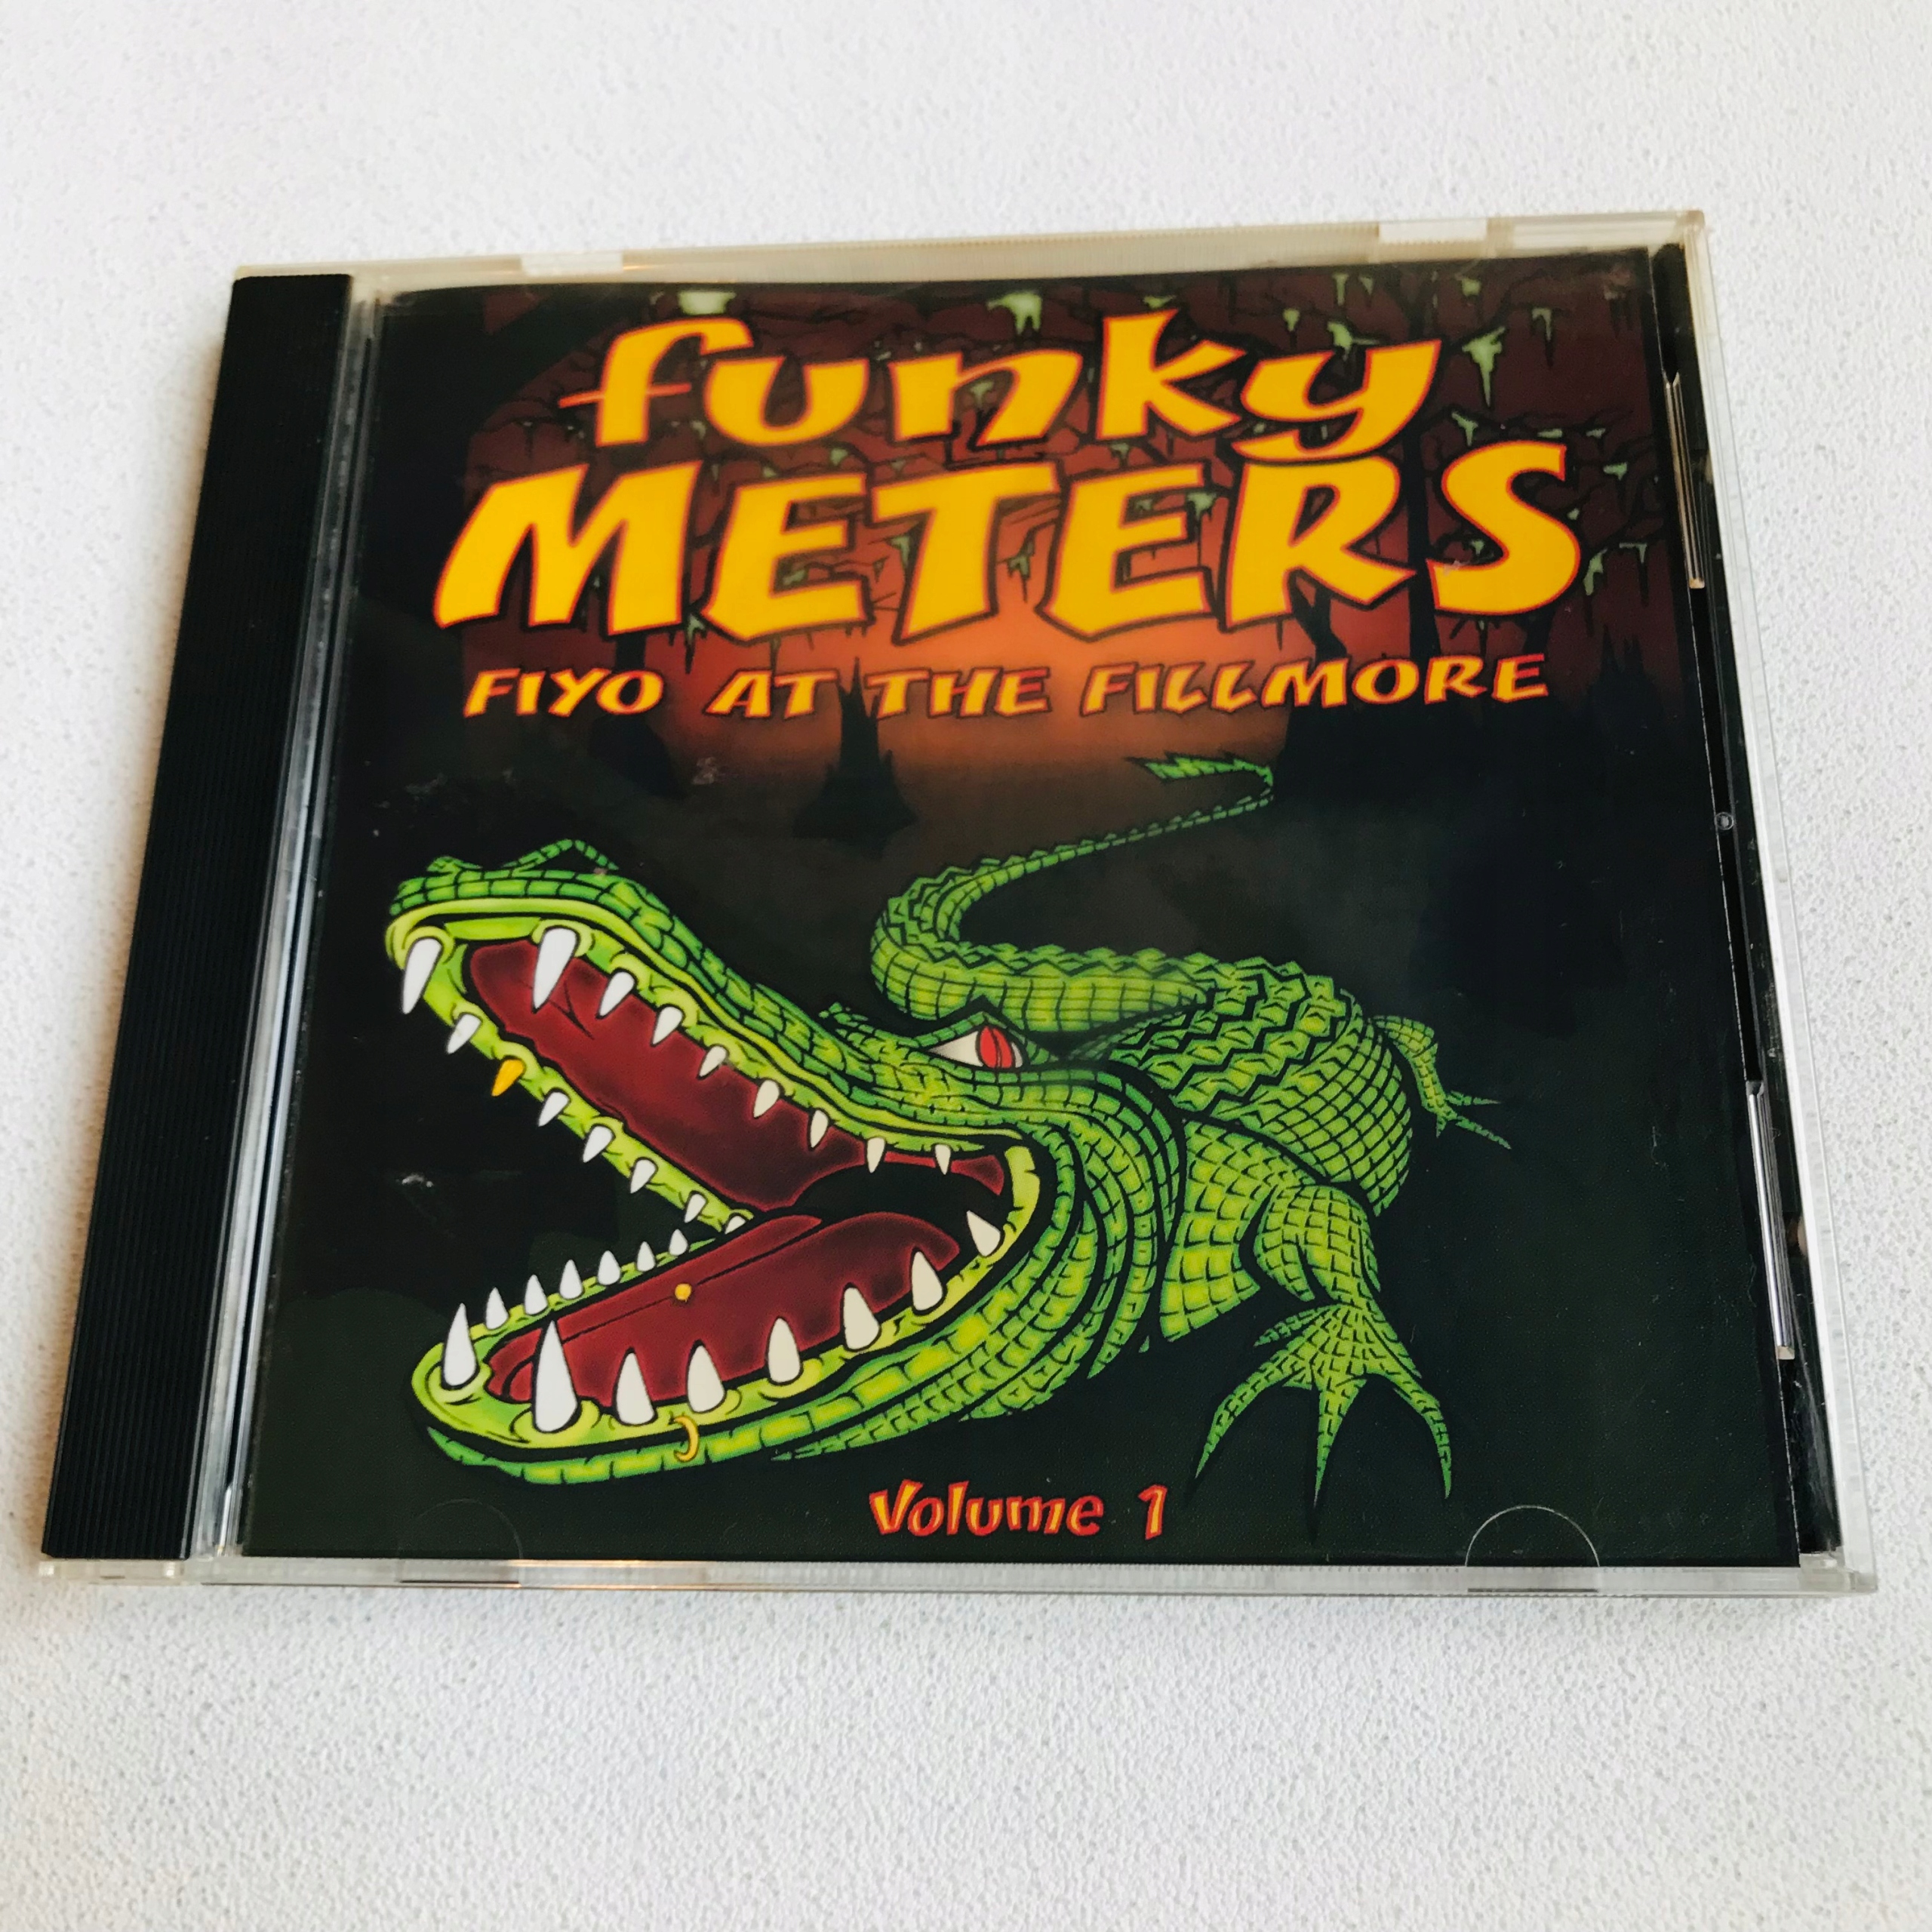 funky
METERS
FIYO AT THE FILLMORE
Volume 1